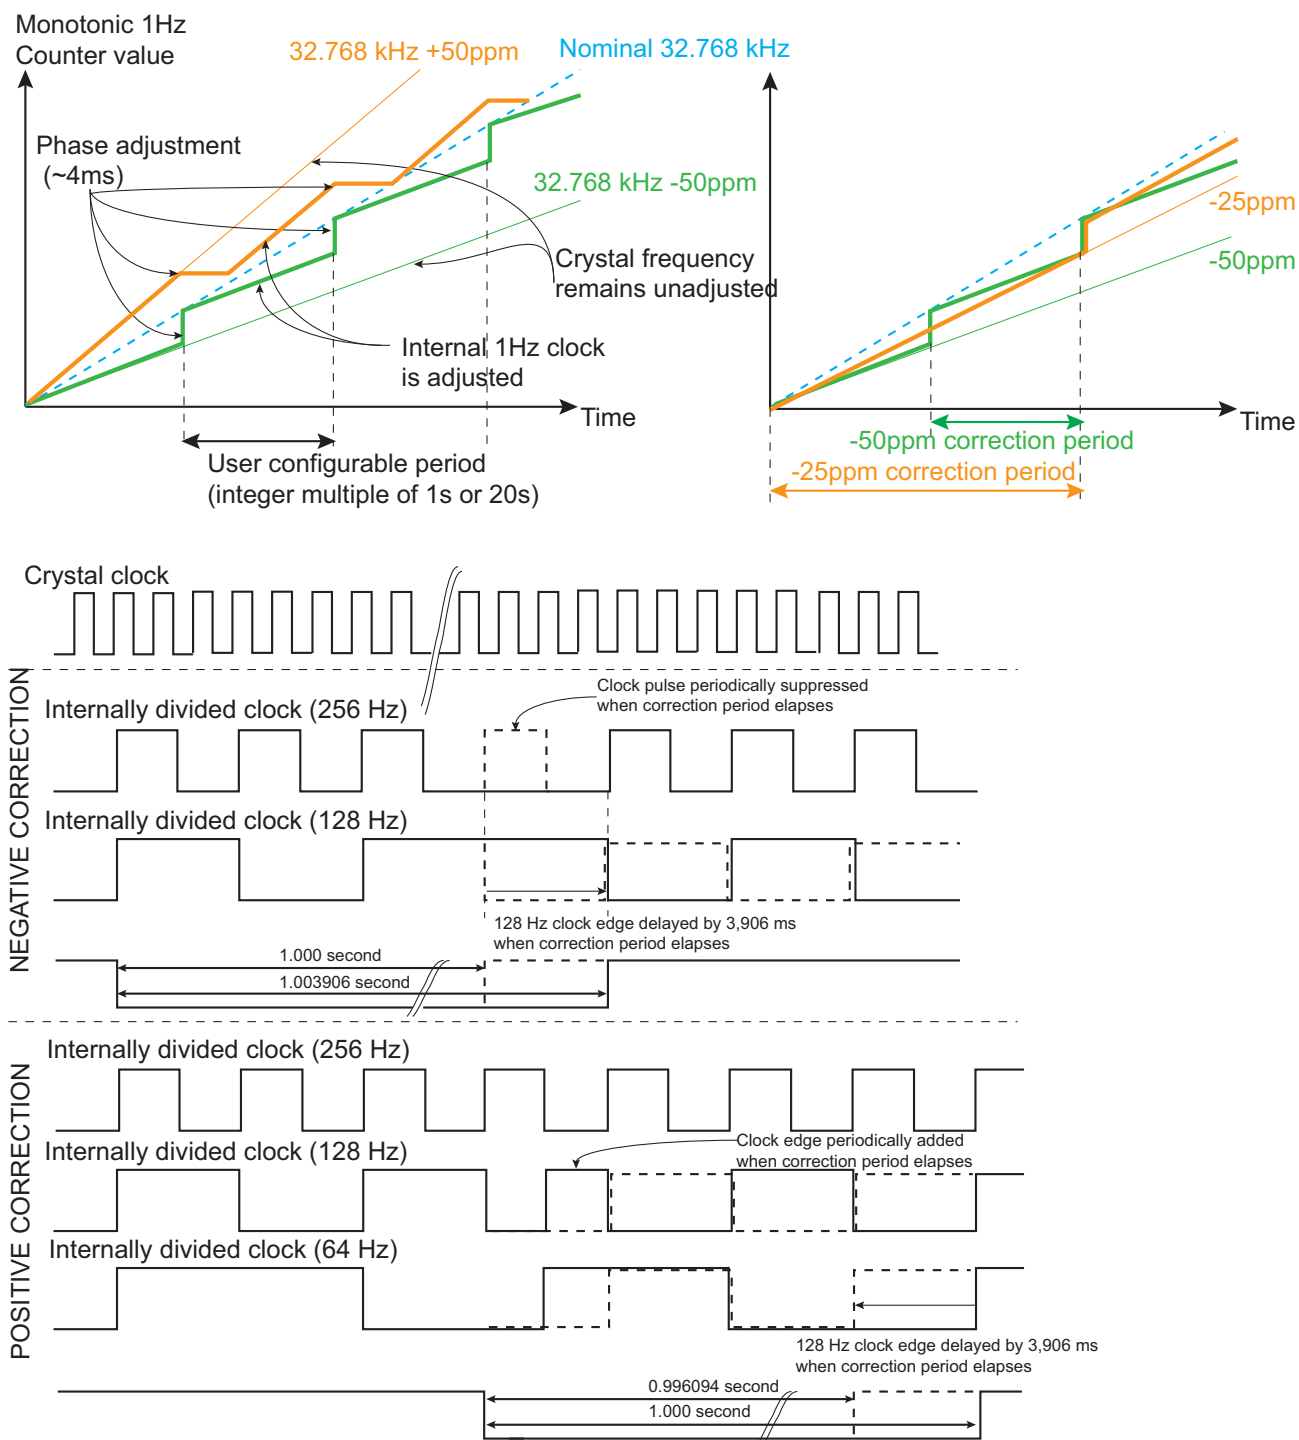 Monotonic 1Hz
Counter value
32.768 kHz +50ppm
Nominal 32.768 kHz
Phase adjustment
(~4ms)
32.768 kHz -50ppm
Crystal frequency
remains unadjusted
Internal 1Hz clock
is adjusted
Time
User configurable period
(integer multiple of 1s or 20s)
-25ppm
-50ppm
Time
-50ppm correction period
-25ppm correction period
Crystal clock
NEGATIVE CORRECTION
Internally divided clock (256 Hz)
Clock pulse periodically suppressed
when correction period elapses
Internally divided clock (128 Hz)
128 Hz clock edge delayed by 3,906 ms
when correction period elapses
1.000 second
1.003906 second
POSITIVE CORRECTION
Internally divided clock (256 Hz)
Internally divided clock (128 Hz)
Clock edge periodically added
when correction period elapses
Internally divided clock (64 Hz)
128 Hz clock edge delayed by 3,906 ms
when correction period elapses
0.996094 second
1.000 second